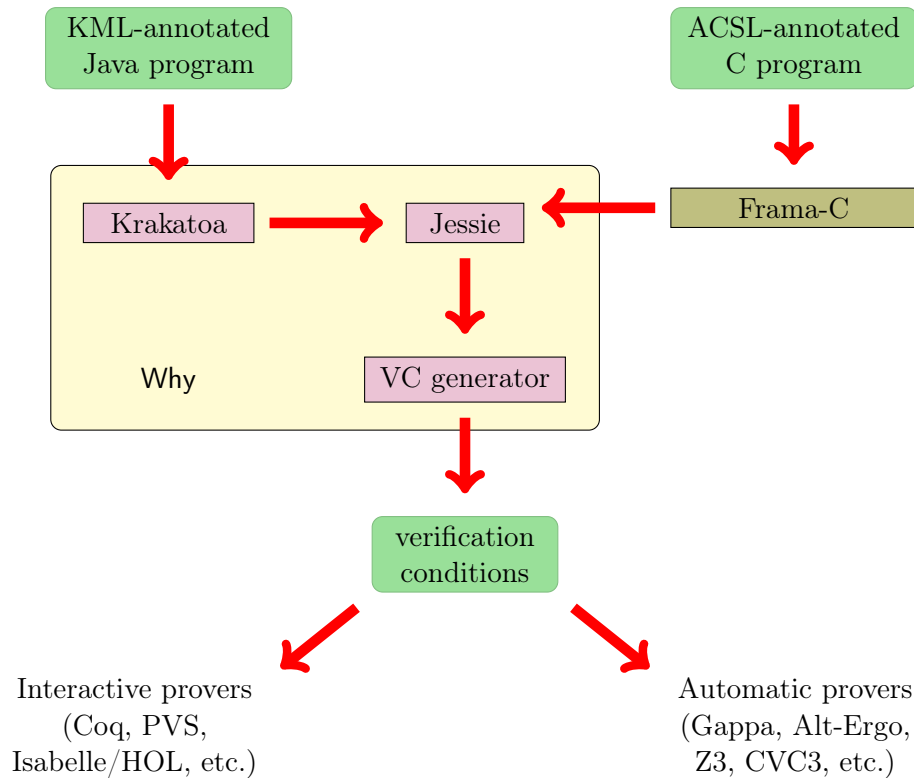 KML-annotated
Java program
ACSL-annotated
C program
Krakatoa
Jessie
Frama-C
Why
VC generator
verification
conditions
Interactive provers
(Coq, PVS,
Isabelle/HOL, etc.)
Automatic provers
(Gappa, Alt-Ergo,
Z3, CVC3, etc.)